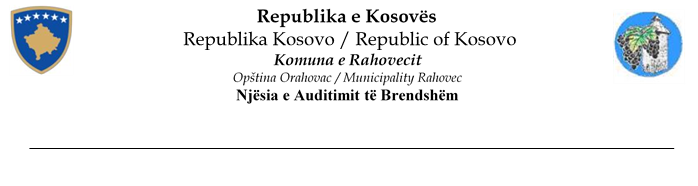 Republika e Kosovës
Republika Kosovo / Republic of Kosovo
Komuna e Rahovecit
Opština Orahovac / Municipality Rahovec
Njësia e Auditimit të Brendshëm